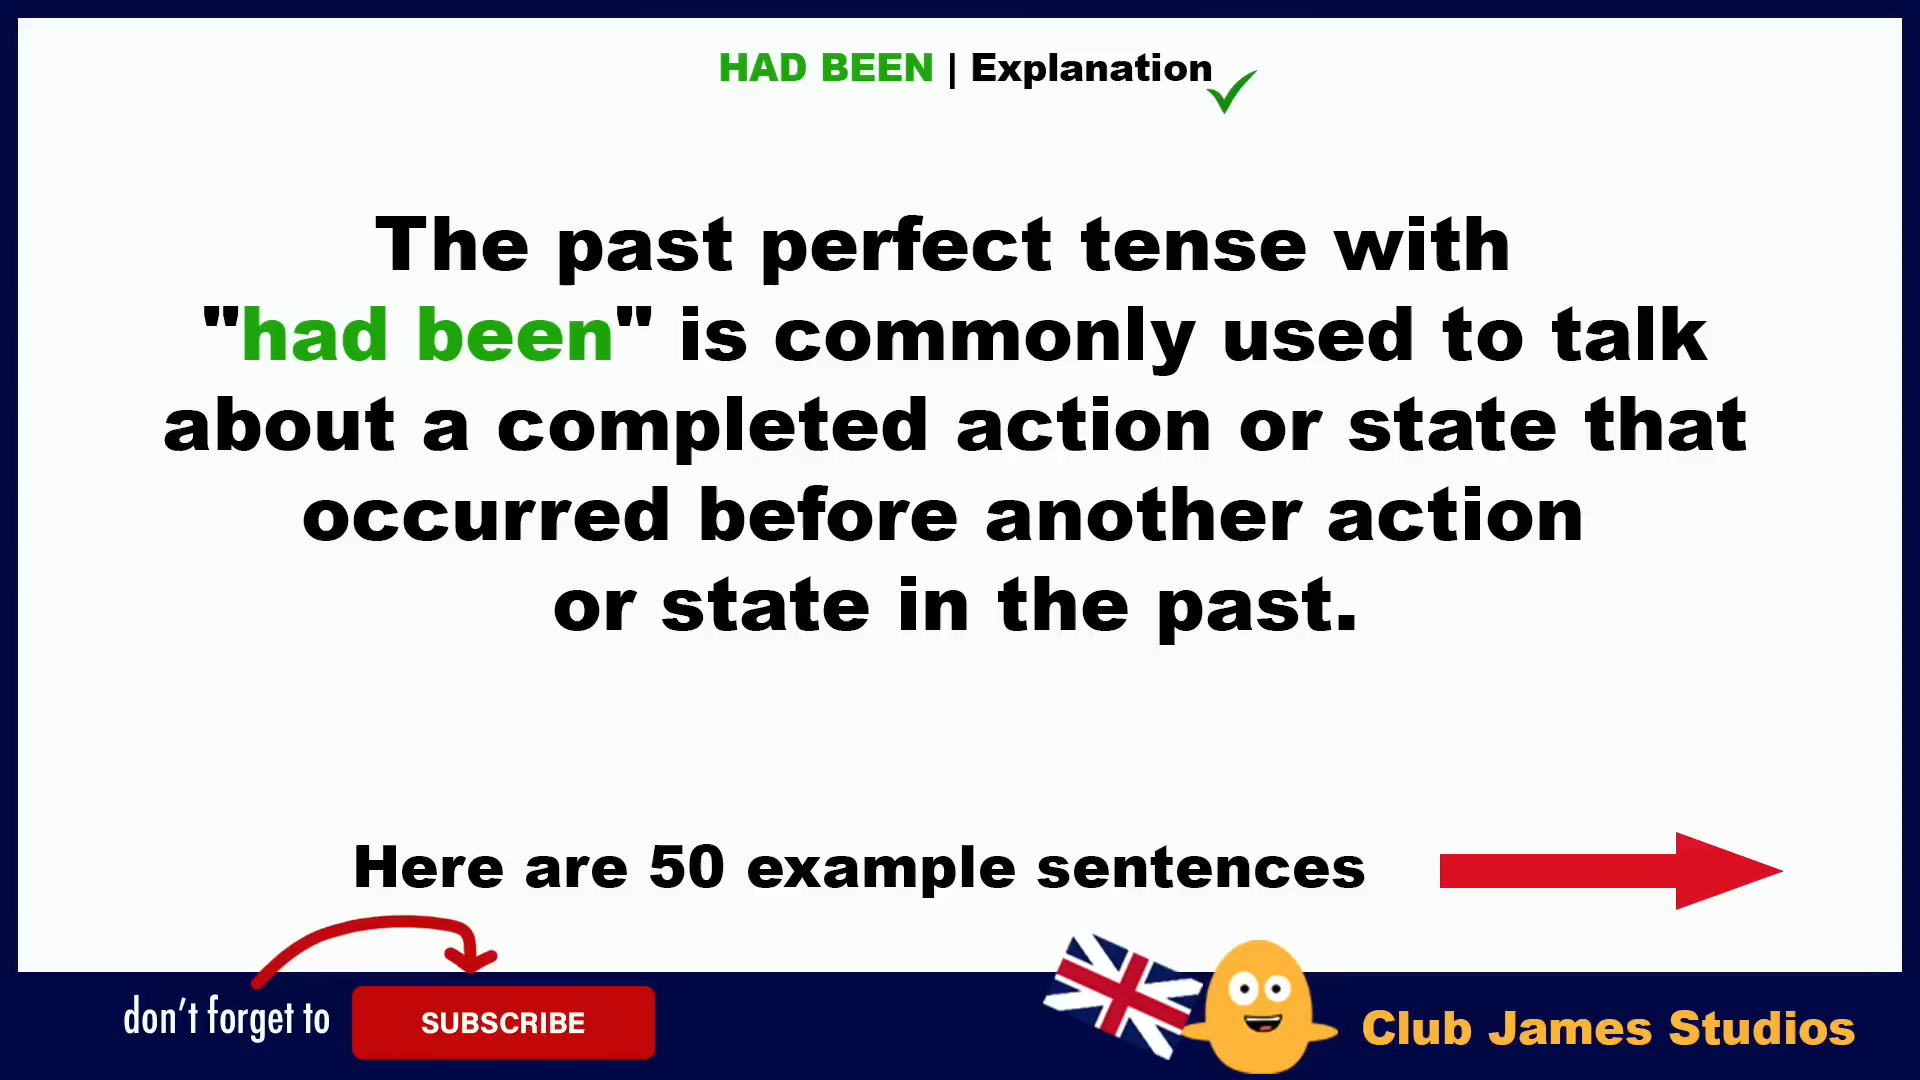 HAD BEEN | Explanation
The past perfect tense with
"had been" is commonly used to talk
about a completed action or state that
occurred before another action
or state in the past.
Here are 50 example sentences
don't forget to
SUBSCRIBE
Club James Studios